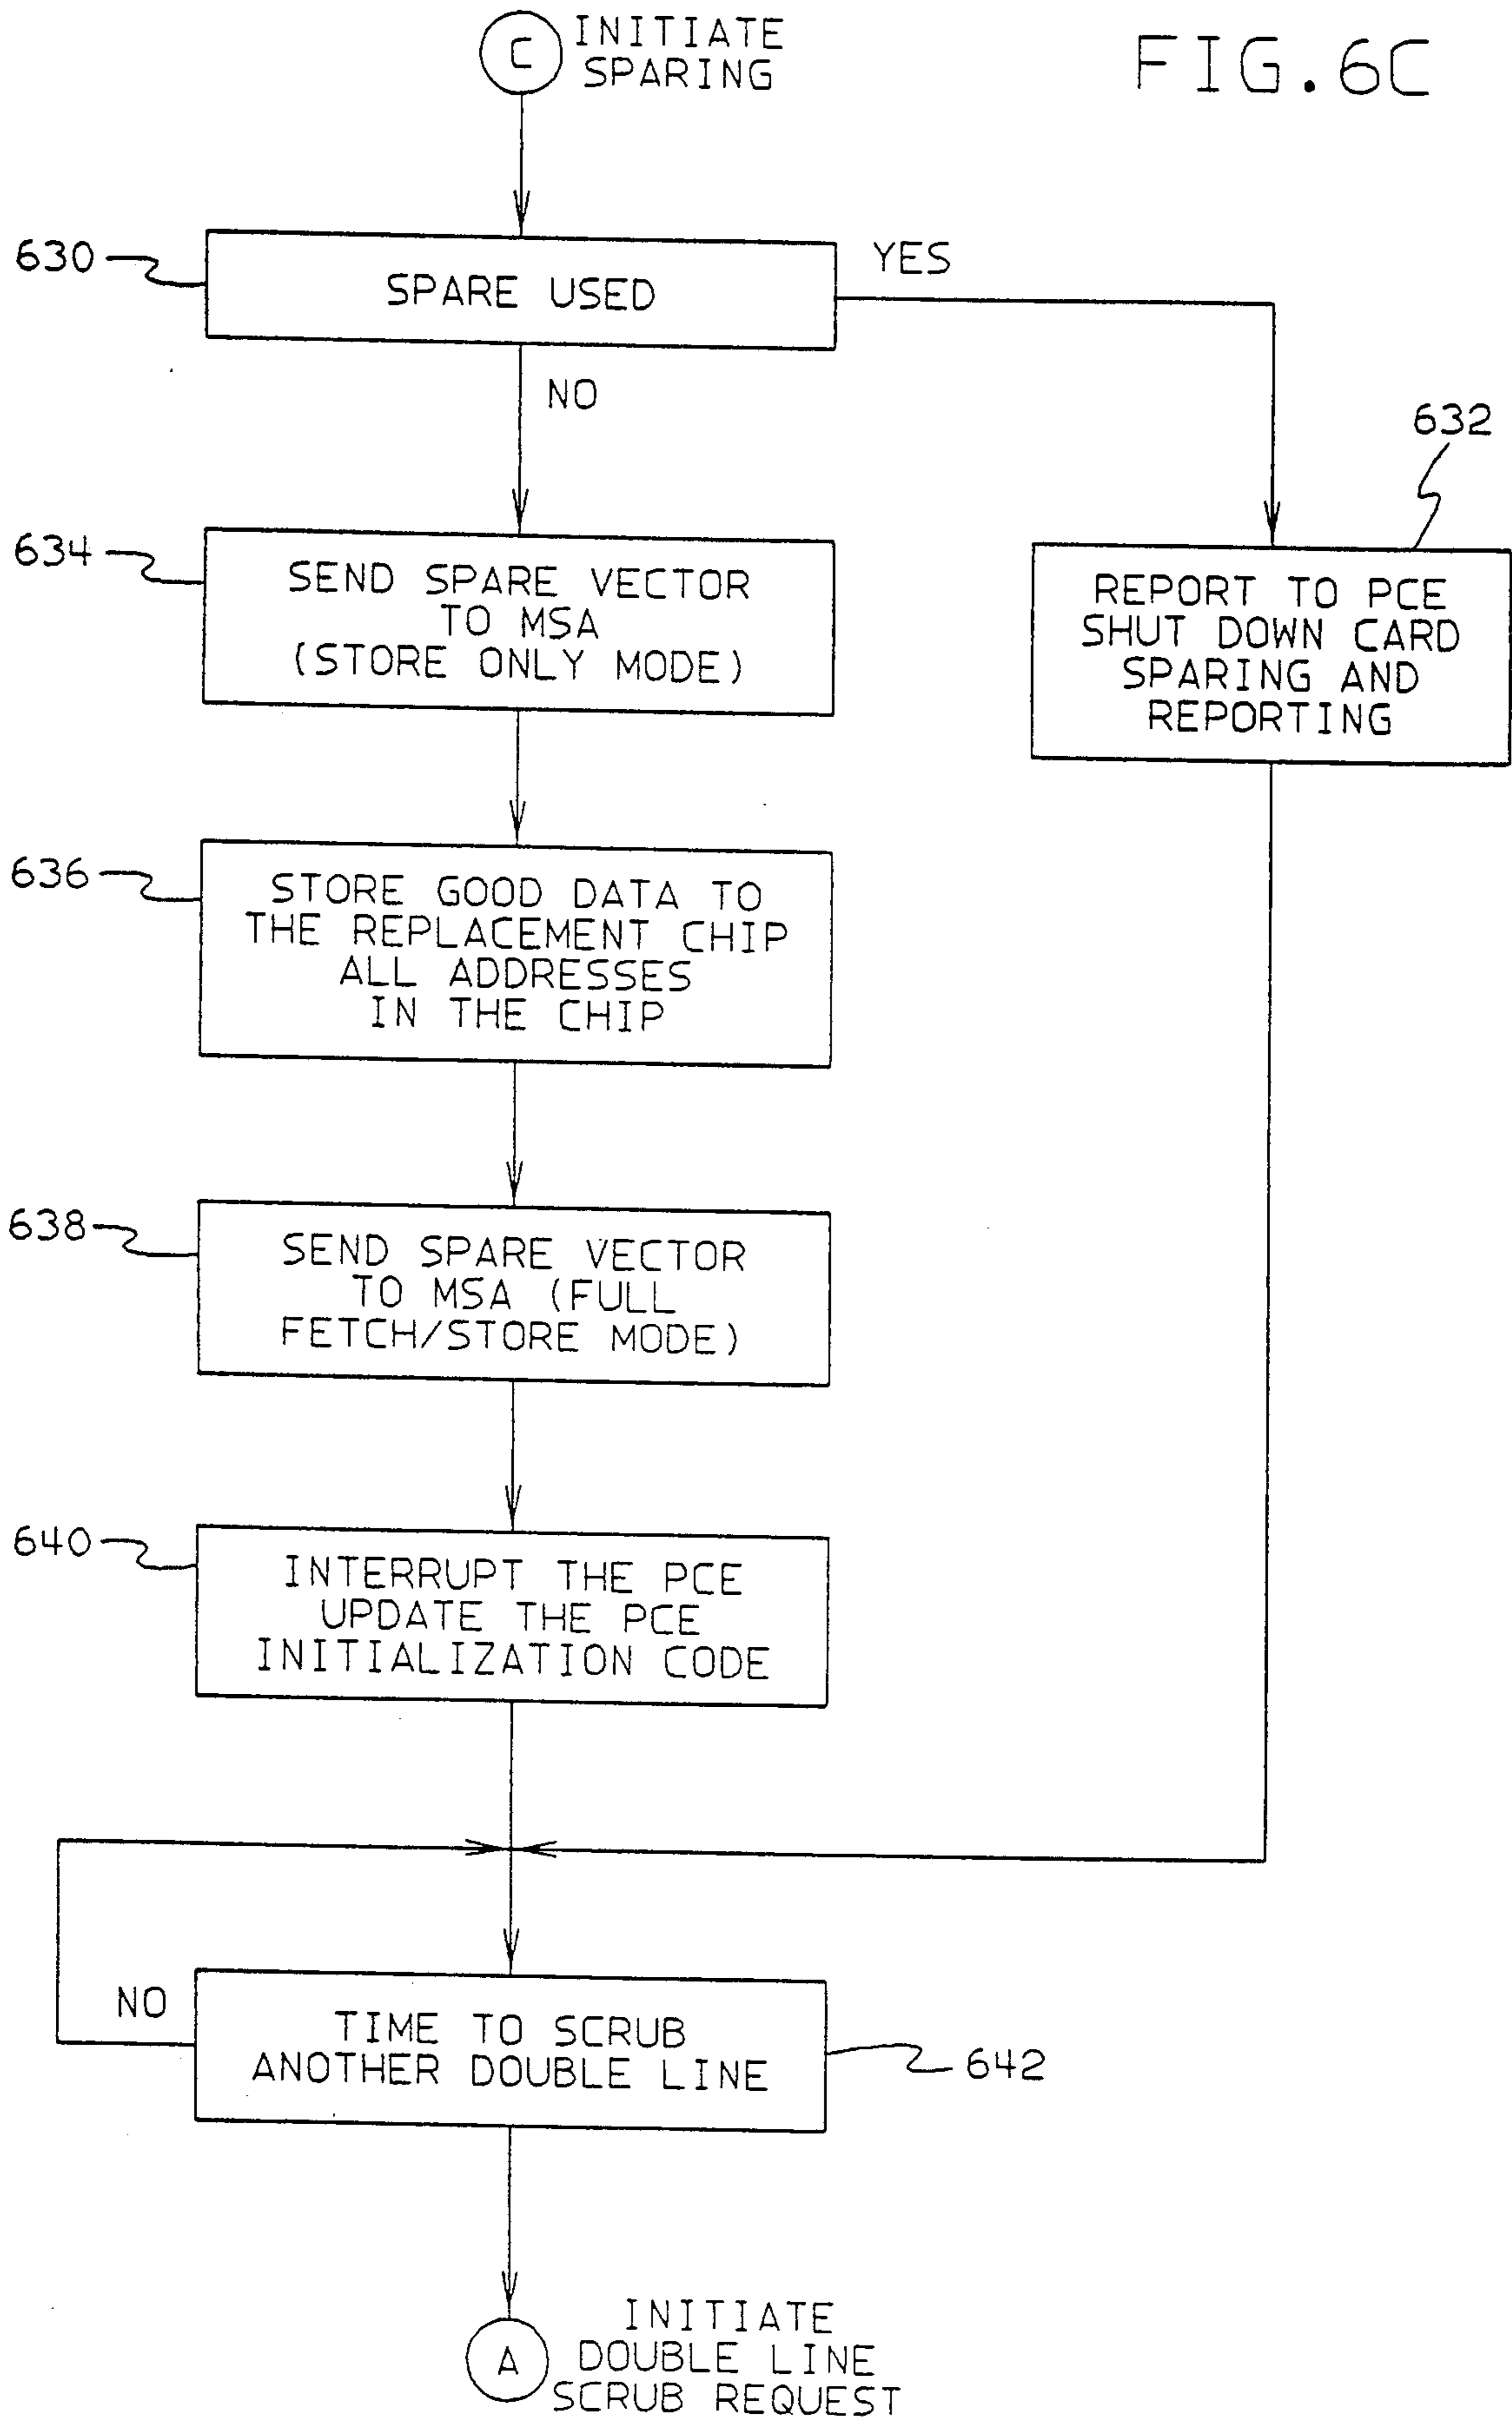 C INITIATE
SPARING
FIG.6C
630
SPARE USED
YES
NO
632
634
SEND SPARE VECTOR
TO MSA
(STORE ONLY MODE)
REPORT TO PCE
SHUT DOWN CARD
SPARING AND
REPORTING
636
STORE GOOD DATA TO
THE REPLACEMENT CHIP
ALL ADDRESSES
IN THE CHIP
638
SEND SPARE VECTOR
TO MSA (FULL
FETCH/STORE MODE)
640
INTERRUPT THE PCE
UPDATE THE PCE
INITIALIZATION CODE
NO
TIME TO SCRUB
ANOTHER DOUBLE LINE
642
A
INITIATE
DOUBLE LINE
SCRUB REQUEST